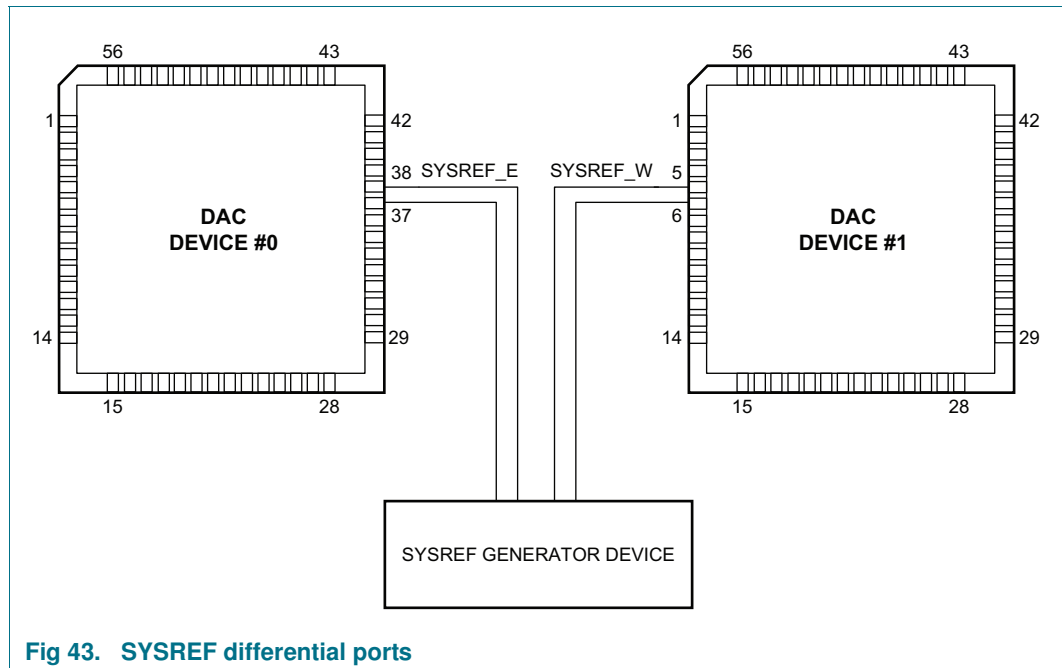 56 43 56 43
1 42 1 42
38 SYSREF_E SYSREF_W 5
37 6
DAC
DEVICE #0
DAC
DEVICE #1
14 29 14 29
15 28 15 28
SYSREF GENERATOR DEVICE
Fig 43. SYSREF differential ports